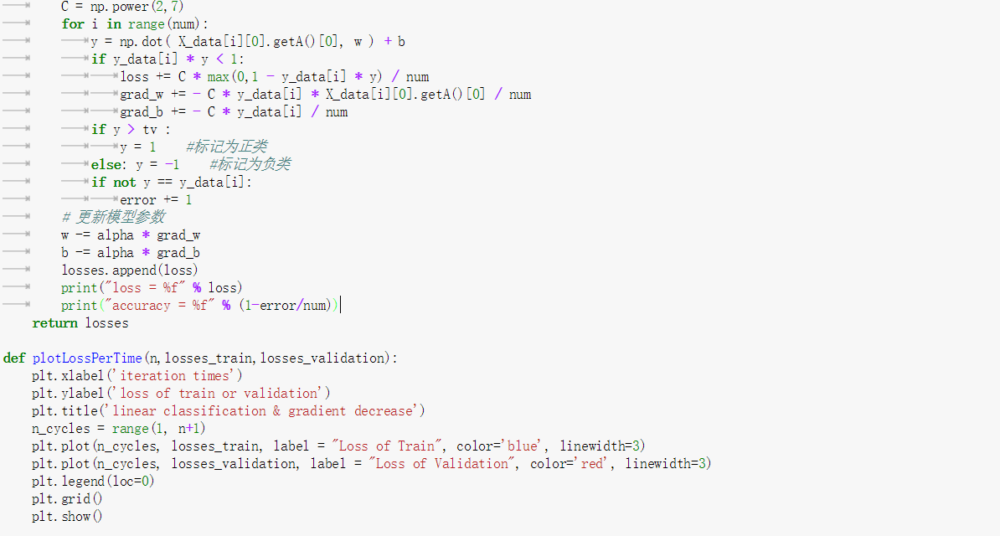 C = np.power(2,7)
for i in range(num):
y = np.dot( X_data[i][0].getA()[0], w ) + b
if y_data[i] * y < 1:
loss += C * max(0,1 - y_data[i] * y) / num
grad_w += - C * y_data[i] * X_data[i][0].getA()[0] / num
grad_b += - C * y_data[i] / num
if y > tv :
y = 1    #标记为正类
else: y = -1    #标记为负类
if not y == y_data[i]:
error += 1
# 更新模型参数
w -= alpha * grad_w
b -= alpha * grad_b
losses.append(loss)
print("loss = %f" % loss)
print("accuracy = %f" % (1-error/num))
return losses
def plotLossPerTime(n,losses_train,losses_validation):
plt.xlabel('iteration times')
plt.ylabel('loss of train or validation')
plt.title('linear classification & gradient decrease')
n_cycles = range(1, n+1)
plt.plot(n_cycles, losses_train, label = "Loss of Train", color='blue', linewidth=3)
plt.plot(n_cycles, losses_validation, label = "Loss of Validation", color='red', linewidth=3)
plt.legend(loc=0)
plt.grid()
plt.show()